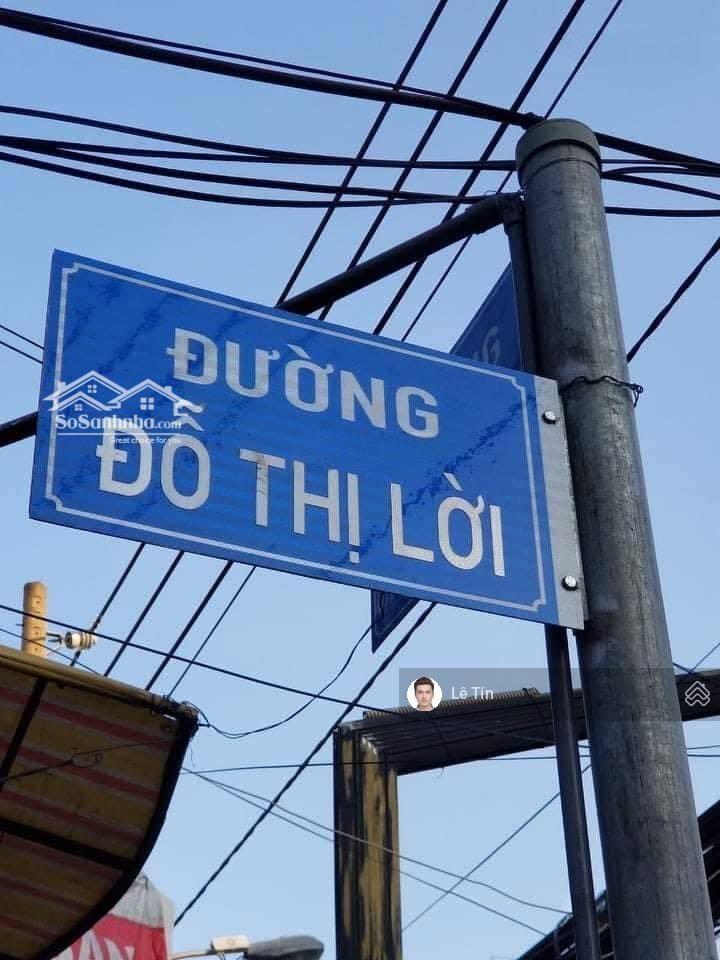 ĐƯỜNG
SoSanhnha.com
Great choice for you
ĐỖ THỊ LỜI
Lê Tín